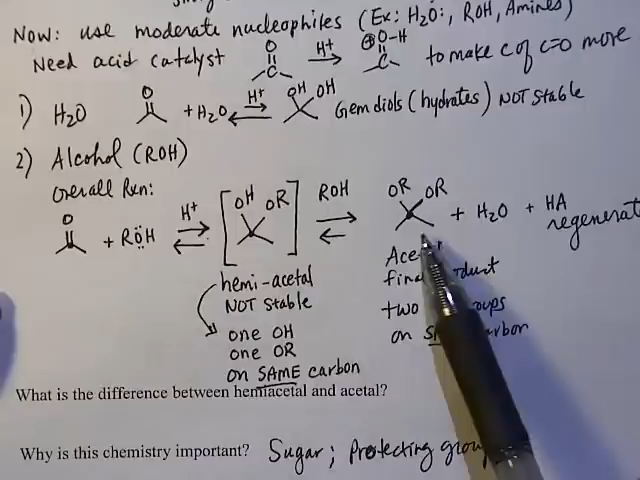 Now: use moderate nucleophiles (Ex: H₂Ö:, ROH, Amines)
Need acid catalyst O C H⁺ ⊕O-H C to make C of C=O more
1) H₂O O + H₂O H⁺ OH OH Gem diols (hydrates) NOT stable
2) Alcohol (ROH)
Overall Rxn:
O + RÖH H⁺ [OH OR] ROH OR OR + H₂O + HA
hemi-acetal
NOT stable
one OH
one OR
on SAME carbon
final
two
on
What is the difference between hemiacetal and acetal?
Why is this chemistry important? Sugar; Protecting